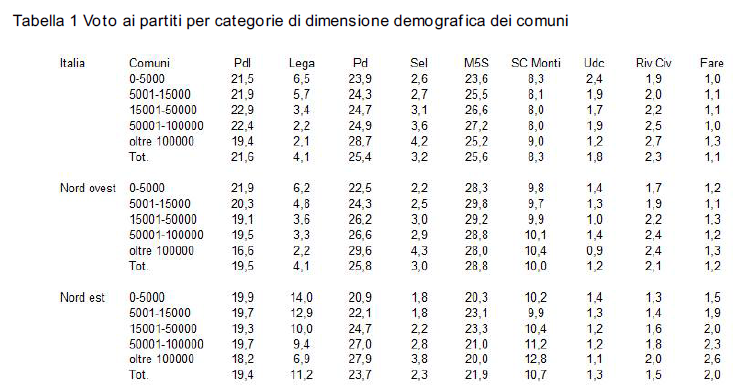 Tabella 1 Voto ai partiti per categorie di dimensione demografica dei comuni
Italia Comuni Pdl Lega Pd Sel M5S SC Monti Udc Riv Civ Fare
0-5000 21,5 6,5 23,9 2,6 23,6 8,3 2,4 1,9 1,0
5001-15000 21,9 5,7 24,3 2,7 25,5 8,1 1,9 2,0 1,1
15001-50000 22,9 3,4 24,7 3,1 26,6 8,0 1,7 2,2 1,1
50001-100000 22,4 2,2 24,9 3,6 27,2 8,0 1,9 2,5 1,0
oltre 100000 19,4 2,1 28,7 4,2 25,2 9,0 1,2 2,7 1,3
Tot. 21,6 4,1 25,4 3,2 25,6 8,3 1,8 2,3 1,1
Nord ovest 0-5000 21,9 6,2 22,5 2,2 28,3 9,8 1,4 1,7 1,2
5001-15000 20,3 4,8 24,3 2,5 29,8 9,7 1,3 1,9 1,1
15001-50000 19,1 3,6 26,2 3,0 29,2 9,9 1,0 2,2 1,3
50001-100000 19,5 3,3 26,6 2,9 28,8 10,1 1,4 2,4 1,2
oltre 100000 16,6 2,2 29,6 4,3 28,0 10,4 0,9 2,4 1,3
Tot. 19,5 4,1 25,8 3,0 28,8 10,0 1,2 2,1 1,2
Nord est 0-5000 19,9 14,0 20,9 1,8 20,3 10,2 1,4 1,3 1,5
5001-15000 19,7 12,9 22,1 1,8 23,1 9,9 1,3 1,4 1,9
15001-50000 19,3 10,0 24,7 2,2 23,3 10,4 1,2 1,6 2,0
50001-100000 19,7 9,4 27,0 2,8 21,0 11,2 1,2 1,8 2,3
oltre 100000 18,2 6,9 27,9 3,8 20,0 12,8 1,1 2,0 2,6
Tot. 19,4 11,2 23,7 2,3 21,9 10,7 1,3 1,5 2,0